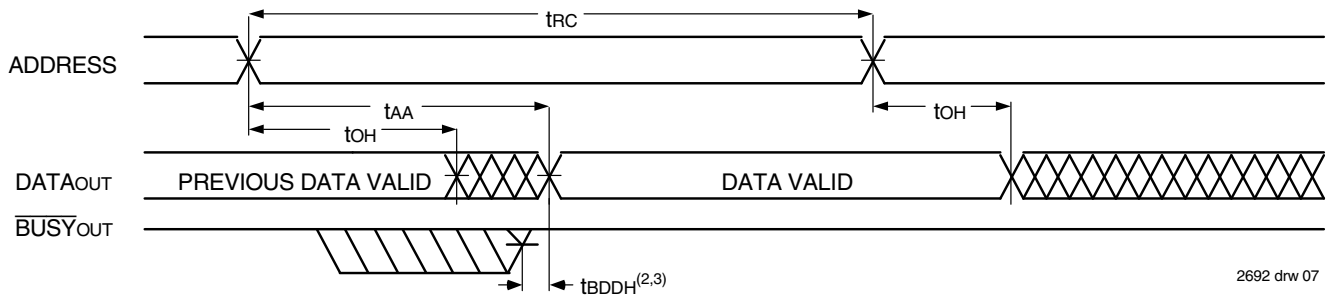 tRC
ADDRESS
tAA
tOH
tOH
DATAOUT
PREVIOUS DATA VALID
DATA VALID
BUSYOUT
tBDDH(2,3)
2692 drw 07